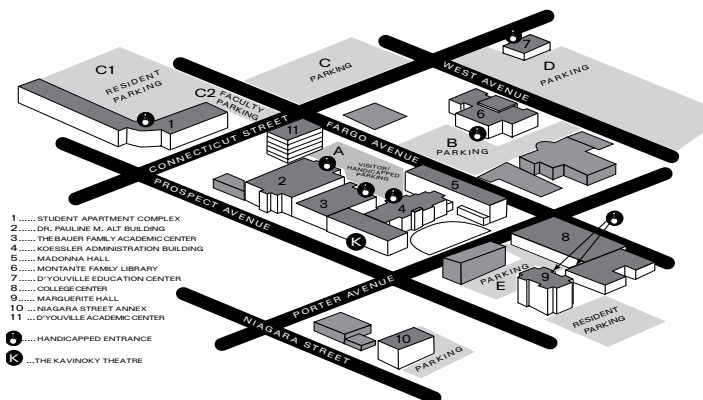 7
C1
RESIDENT
PARKING
C2
FACULTY
PARKING
C
PARKING
WEST AVENUE
D
PARKING
1
CONNECTICUT STREET
11
FARGO AVENUE
6
B
PARKING
A
VISITOR/
HANDICAPPED
PARKING
2
3
4
5
K
PROSPECT AVENUE
8
9
PARKING
E
RESIDENT
PARKING
PORTER AVENUE
NIAGARA STREET
10
PARKING
1 ......STUDENT APARTMENT COMPLEX
2 ......DR. PAULINE M. ALT BUILDING
3 ......THE BAUER FAMILY ACADEMIC CENTER
4 ......KOESSLER ADMINISTRATION BUILDING
5 ......MADONNA HALL
6 ......MONTANTE FAMILY LIBRARY
7 ......D'YOUVILLE EDUCATION CENTER
8 ......COLLEGE CENTER
9 ......MARGUERITE HALL
10 ...NIAGARA STREET ANNEX
11 ...D'YOUVILLE ACADEMIC CENTER
.....HANDICAPPED ENTRANCE
K ...THE KAVINOKY THEATRE